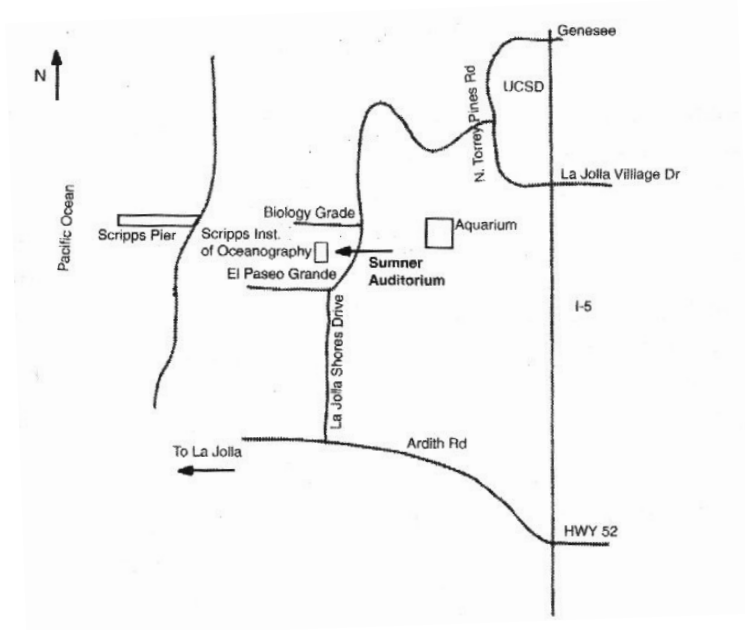 Genesee
N
N. Torrey Pines Rd
UCSD
La Jolla Villiage Dr
Pacific Ocean
Biology Grade
Aquarium
Scripps Pier
Scripps Inst.
of Oceanography
Sumner
Auditorium
El Paseo Grande
La Jolla Shores Drive
I-5
Ardith Rd
To La Jolla
HWY 52